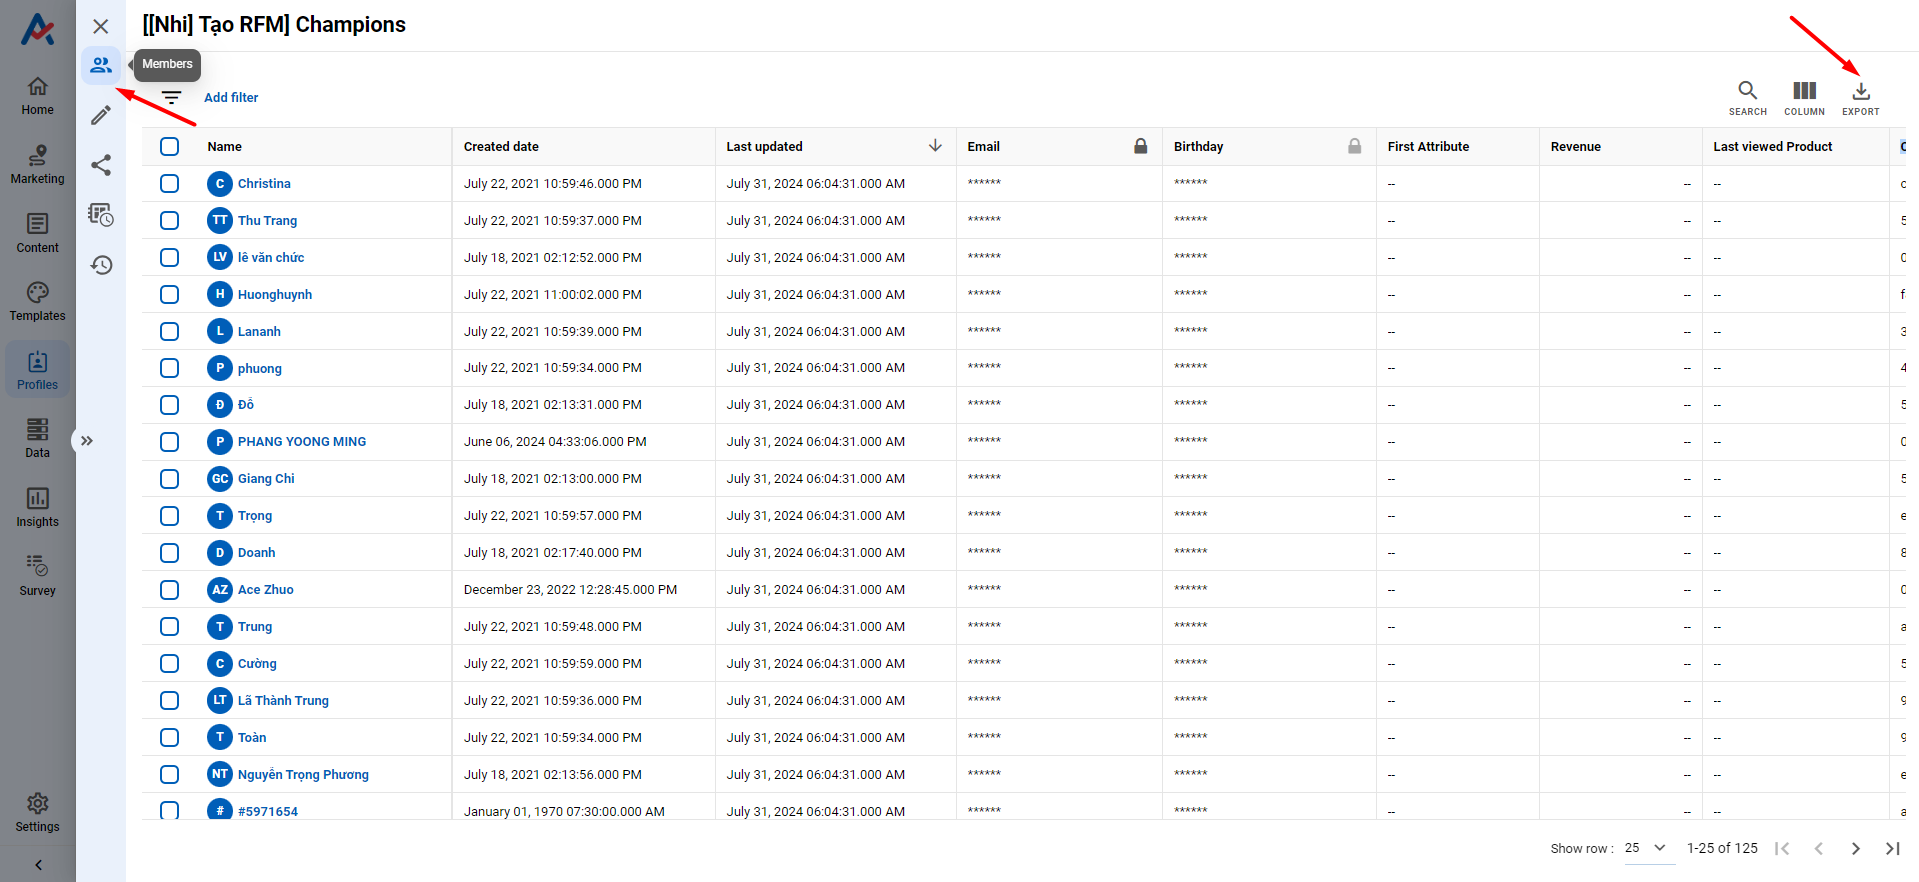 [[Nhi] Tạo RFM] Champions
Members
Add filter
SEARCH COLUMN EXPORT
Home
Marketing
Content
Templates
Profiles
Data
Insights
Survey
Settings
Name Created date Last updated Email Birthday First Attribute Revenue Last viewed Product
C Christina July 22, 2021 10:59:46.000 PM July 31, 2024 06:04:31.000 AM ****** ****** -- -- --
TT Thu Trang July 22, 2021 10:59:37.000 PM July 31, 2024 06:04:31.000 AM ****** ****** -- -- -- 5
LV lê văn chức July 18, 2021 02:12:52.000 PM July 31, 2024 06:04:31.000 AM ****** ****** -- -- -- 0
H Huonghuynh July 22, 2021 11:00:02.000 PM July 31, 2024 06:04:31.000 AM ****** ****** -- -- -- f
L Lananh July 22, 2021 10:59:39.000 PM July 31, 2024 06:04:31.000 AM ****** ****** -- -- -- 3
P phuong July 22, 2021 10:59:34.000 PM July 31, 2024 06:04:31.000 AM ****** ****** -- -- -- 4
Đ Đỗ July 18, 2021 02:13:31.000 PM July 31, 2024 06:04:31.000 AM ****** ****** -- -- -- 5
P PHANG YOONG MING June 06, 2024 04:33:06.000 PM July 31, 2024 06:04:31.000 AM ****** ****** -- -- -- 0
GC Giang Chi July 18, 2021 02:13:00.000 PM July 31, 2024 06:04:31.000 AM ****** ****** -- -- -- 5
T Trọng July 22, 2021 10:59:57.000 PM July 31, 2024 06:04:31.000 AM ****** ****** -- -- -- e
D Doanh July 18, 2021 02:17:40.000 PM July 31, 2024 06:04:31.000 AM ****** ****** -- -- -- 8
AZ Ace Zhuo December 23, 2022 12:28:45.000 PM July 31, 2024 06:04:31.000 AM ****** ****** -- -- -- 0
T Trung July 22, 2021 10:59:48.000 PM July 31, 2024 06:04:31.000 AM ****** ****** -- -- -- a
C Cường July 22, 2021 10:59:59.000 PM July 31, 2024 06:04:31.000 AM ****** ****** -- -- -- 5
LT Lã Thành Trung July 22, 2021 10:59:36.000 PM July 31, 2024 06:04:31.000 AM ****** ****** -- -- -- 9
T Toàn July 22, 2021 10:59:34.000 PM July 31, 2024 06:04:31.000 AM ****** ****** -- -- -- 9
NT Nguyễn Trọng Phương July 18, 2021 02:13:56.000 PM July 31, 2024 06:04:31.000 AM ****** ****** -- -- -- e
# #5971654 January 01, 1970 07:30:00.000 AM July 31, 2024 06:04:31.000 AM ****** ****** -- -- -- a
Show row : 25 1-25 of 125